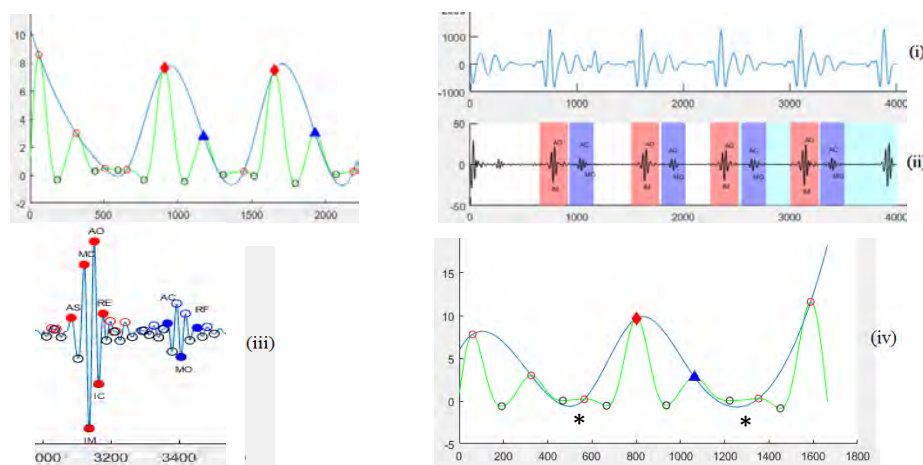 10
8
6
4
2
0
-2
0 500 1000 1500 2000
2000
1000
0
-1000
0 1000 2000 3000 4000
(i)
50
0
-50
AO AC AO AC AO AC AO AC
IM MO IM MO IM MO IM MO
0 1000 2000 3000 4000
(ii)
AO
MC
AS RE AC RF
IC MO
IM
000 3200 3400
(iii)
15
10
5
0
-5
* *
0 200 400 600 800 1000 1200 1400 1600 1800
(iv)